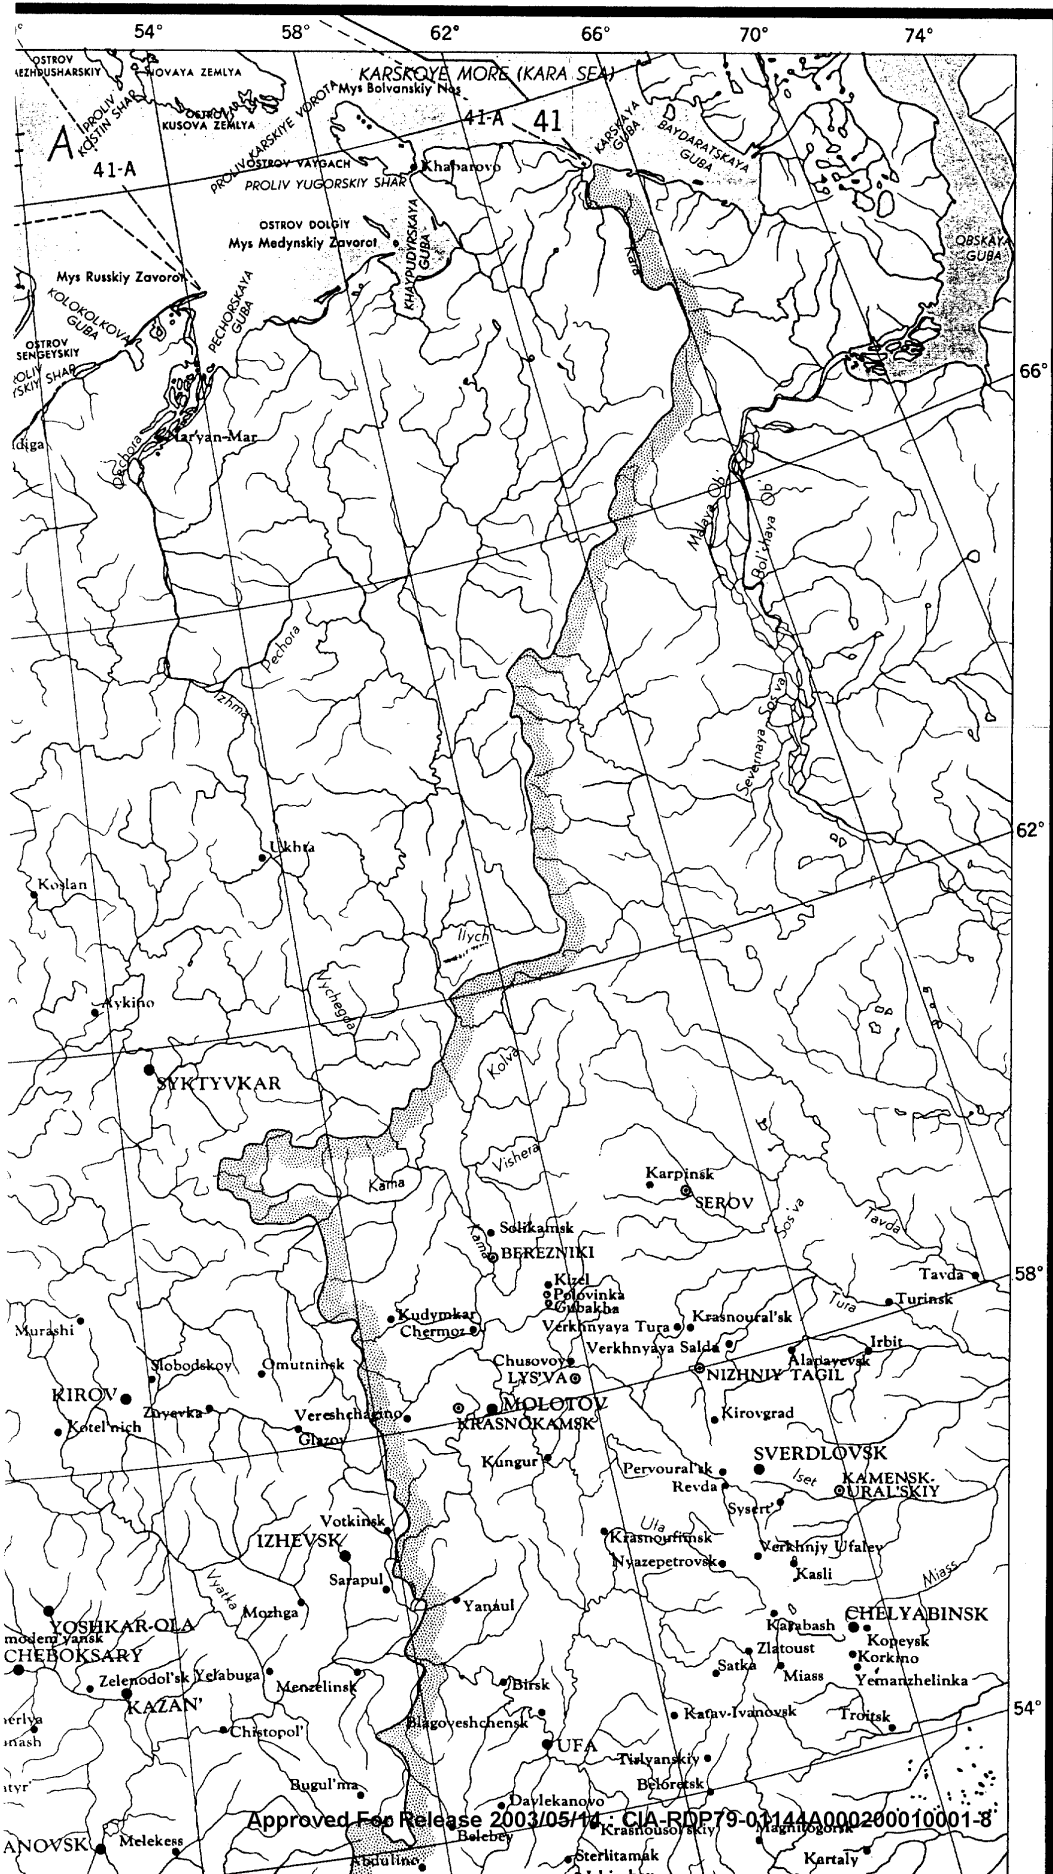 54°
58°
62°
66°
70°
74°
OSTROV
NOVAYA ZEMLYA
KARSKOYE MORE (KARA SEA)
Mys Bolvanskiy Nos
PROLIV
KOSTIN SHAR
OSTROV
KUSOVA ZEMLYA
PROLIV KARSKIYE VOROTA
41-A
41
KARSKAYA
GUBA
BAYDARATSKAYA
GUBA
A
41-A
OSTROV VAYGACH
Khabarovo
PROLIV YUGORSKIY SHAR
OSTROV DOLGIY
Mys Medynskiy Zavorot
KHAYPUDYRSKAYA
GUBA
OBSKAYA
GUBA
Kara
Mys Russkiy Zavorot
KOLOKOLKOVA
GUBA
PECHORSKAYA
GUBA
OSTROV
SENGEYSKIY
66°
Nar'yan-Mar
Pechora
Malaya Ob'
Bol'shaya Ob'
Pechora
Izhma
Severnaya Sos'va
62°
Ukhta
Koslan
Ilych
Vychegda
Aykino
Kolva
SYKTYVKAR
Vishera
Kama
Karpinsk
SEROV
Sos'va
Tavda
Solikamsk
Kama
BEREZNIKI
58°
Tavda
Kizel
Polovinka
Gubakha
Tura
Turinsk
Murashi
Kudymkar
Chermoz
Verkhnyaya Tura
Krasnoural'sk
Verkhnyaya Salda
Irbit
Alapayevsk
Slobodskoy
Omutninsk
Chusovoy
LYS'VA
NIZHNIY TAGIL
KIROV
Zuyevka
Vereshchagino
MOLOTOV
KRASNOKAMSK
Kirovgrad
Kotel'nich
Glazov
Kungur
SVERDLOVSK
Pervoural'sk
Iset
KAMENSK-
URAL'SKIY
Revda
Sysert'
Votkinsk
Ufa
Krasnoufimsk
IZHEVSK
Verkhniy Ufaley
Nyazepetrovsk
Kasli
Sarapul
Miass
Vyatka
Mozhga
Yanaul
YOSHKAR-OLA
Karabash
CHELYABINSK
Kopeysk
CHEBOKSARY
Zlatoust
Korkino
Zelenodol'sk
Yelabuga
Menzelinsk
Birsk
Satka
Miass
Yemanzhelinka
KAZAN'
Chistopol'
Blagoveshchensk
Katav-Ivanovsk
Troitsk
54°
UFA
Tirlyanskiy
Bugul'ma
Beloretsk
Davlekanovo
Approved For Release 2003/05/14 : CIA-RDP79-01144A000200010001-8
Krasnousol'skiy
Magnitogorsk
Belebey
Melekess
Abdulino
Sterlitamak
Kartaly